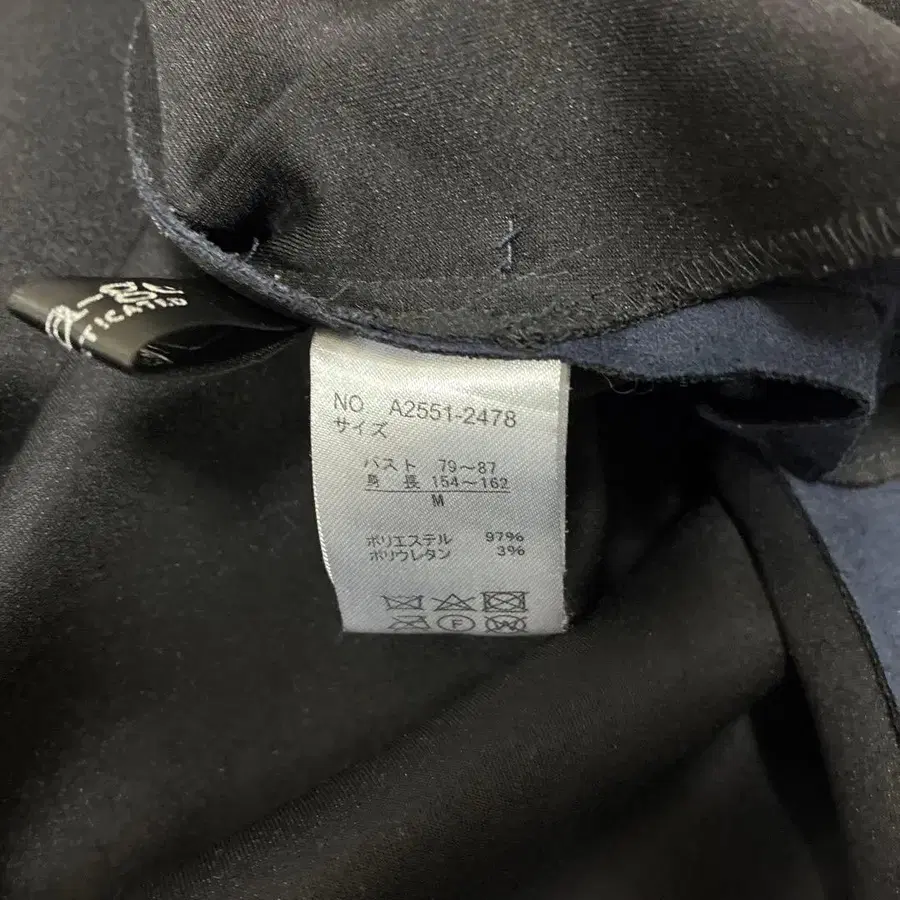 NO A2551-2478
サイズ
バスト 79～87
身 長 154～162
M
ポリエステル 97%
ポリウレタン 3%
F
W